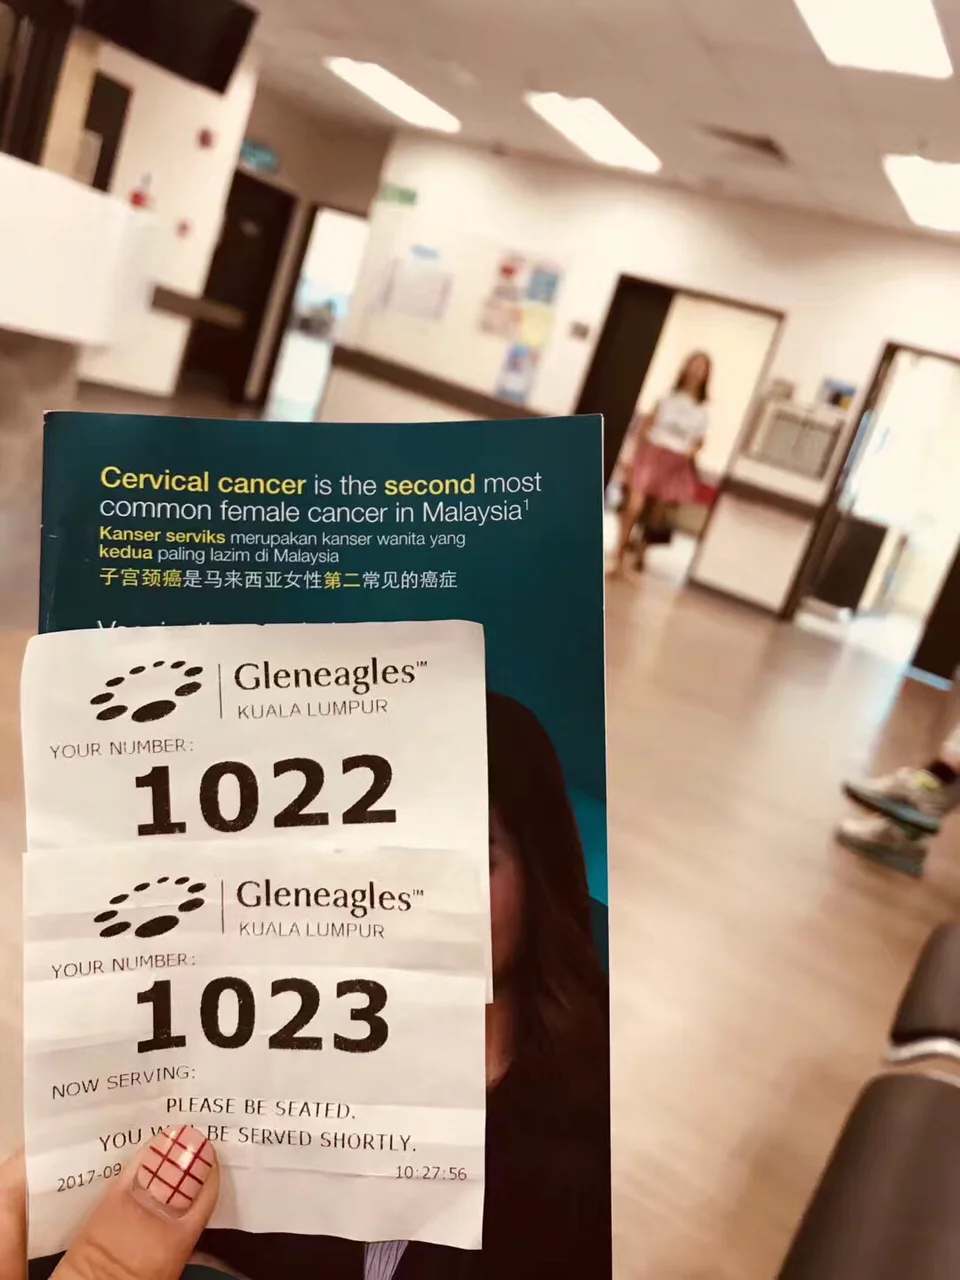 Cervical cancer is the second most
common female cancer in Malaysia¹
Kanser serviks merupakan kanser wanita yang
kedua paling lazim di Malaysia
子宫颈癌是马来西亚女性第二常见的癌症
Gleneagles™
KUALA LUMPUR
YOUR NUMBER:
1022
Gleneagles™
KUALA LUMPUR
YOUR NUMBER:
1023
NOW SERVING:
PLEASE BE SEATED.
YOU BE SERVED SHORTLY.
2017-09 10:27:56